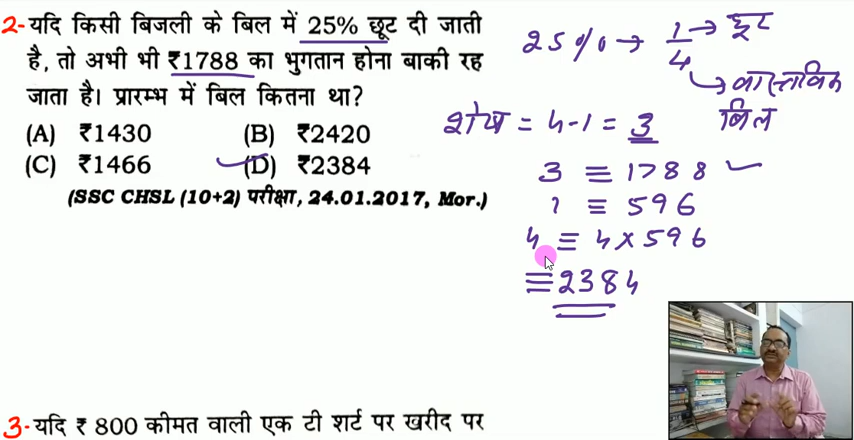 2- यदि किसी बिजली के बिल में 25% छूट दी जाती
है, तो अभी भी ₹1788 का भुगतान होना बाकी रह
जाता है। प्रारम्भ में बिल कितना था?
(A) ₹1430 (B) ₹2420
(C) ₹1466 (D) ₹2384
(SSC CHSL (10+2) परीक्षा, 24.01.2017, Mor.)
25% → 1/4 → छूट
→ वास्तविक
बिल
शेष = 4-1 = 3
3 ≡ 1788
1 ≡ 596
4 ≡ 4×596
≡ 2384
3- यदि ₹ 800 कीमत वाली एक टी शर्ट पर खरीद पर